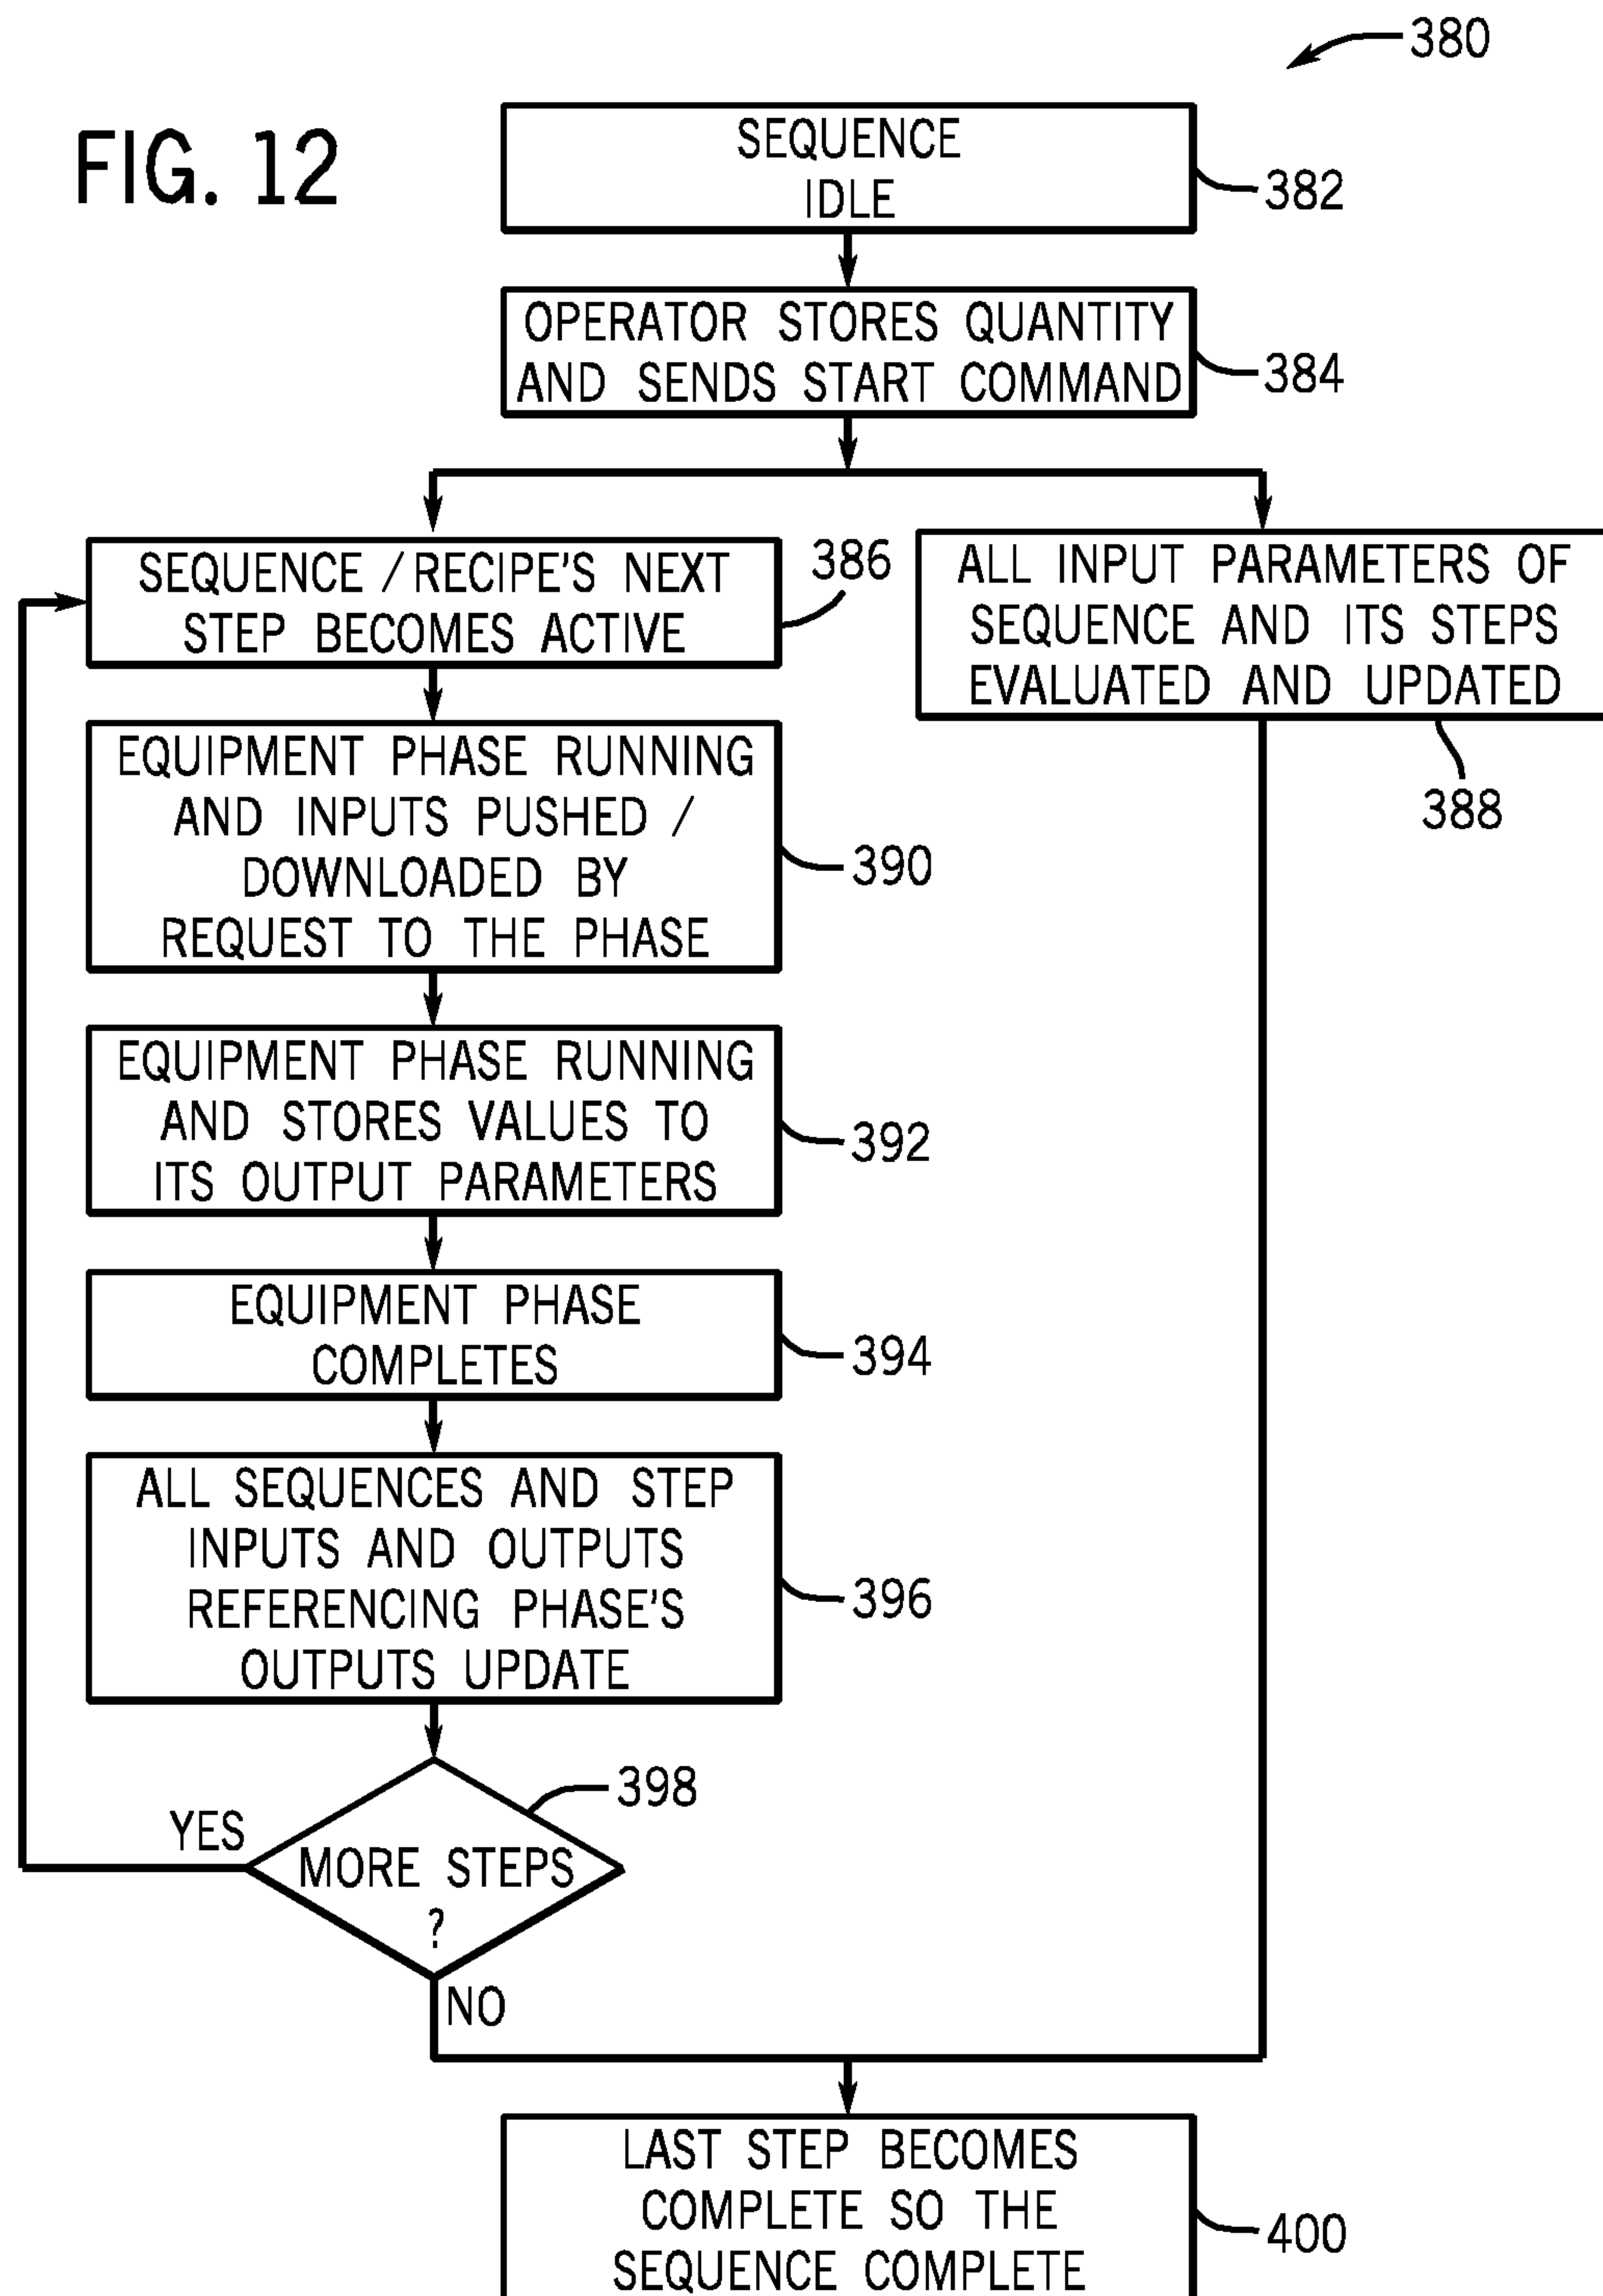 380
FIG. 12
SEQUENCE
IDLE
382
OPERATOR STORES QUANTITY
AND SENDS START COMMAND
384
SEQUENCE / RECIPE'S NEXT
STEP BECOMES ACTIVE
386
ALL INPUT PARAMETERS OF
SEQUENCE AND ITS STEPS
EVALUATED AND UPDATED
388
EQUIPMENT PHASE RUNNING
AND INPUTS PUSHED /
DOWNLOADED BY
REQUEST TO THE PHASE
390
EQUIPMENT PHASE RUNNING
AND STORES VALUES TO
ITS OUTPUT PARAMETERS
392
EQUIPMENT PHASE
COMPLETES
394
ALL SEQUENCES AND STEP
INPUTS AND OUTPUTS
REFERENCING PHASE'S
OUTPUTS UPDATE
396
398
YES
MORE STEPS
?
NO
LAST STEP BECOMES
COMPLETE SO THE
SEQUENCE COMPLETE
400